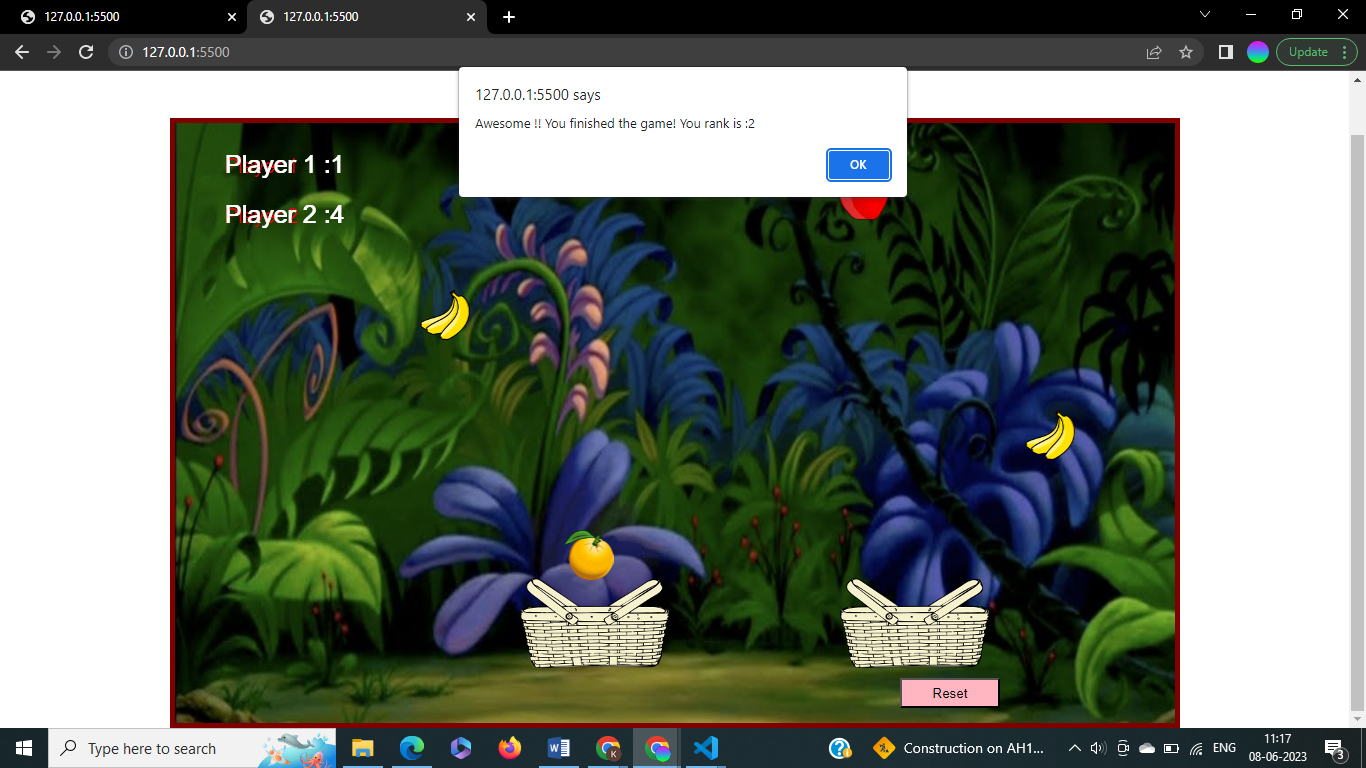 127.0.0.1:5500
127.0.0.1:5500
127.0.0.1:5500
Update
127.0.0.1:5500 says
Awesome !! You finished the game! You rank is :2
OK
Player 1 :1
Player 2 :4
Reset
Type here to search
Construction on AH1...
ENG
11:17
08-06-2023
3